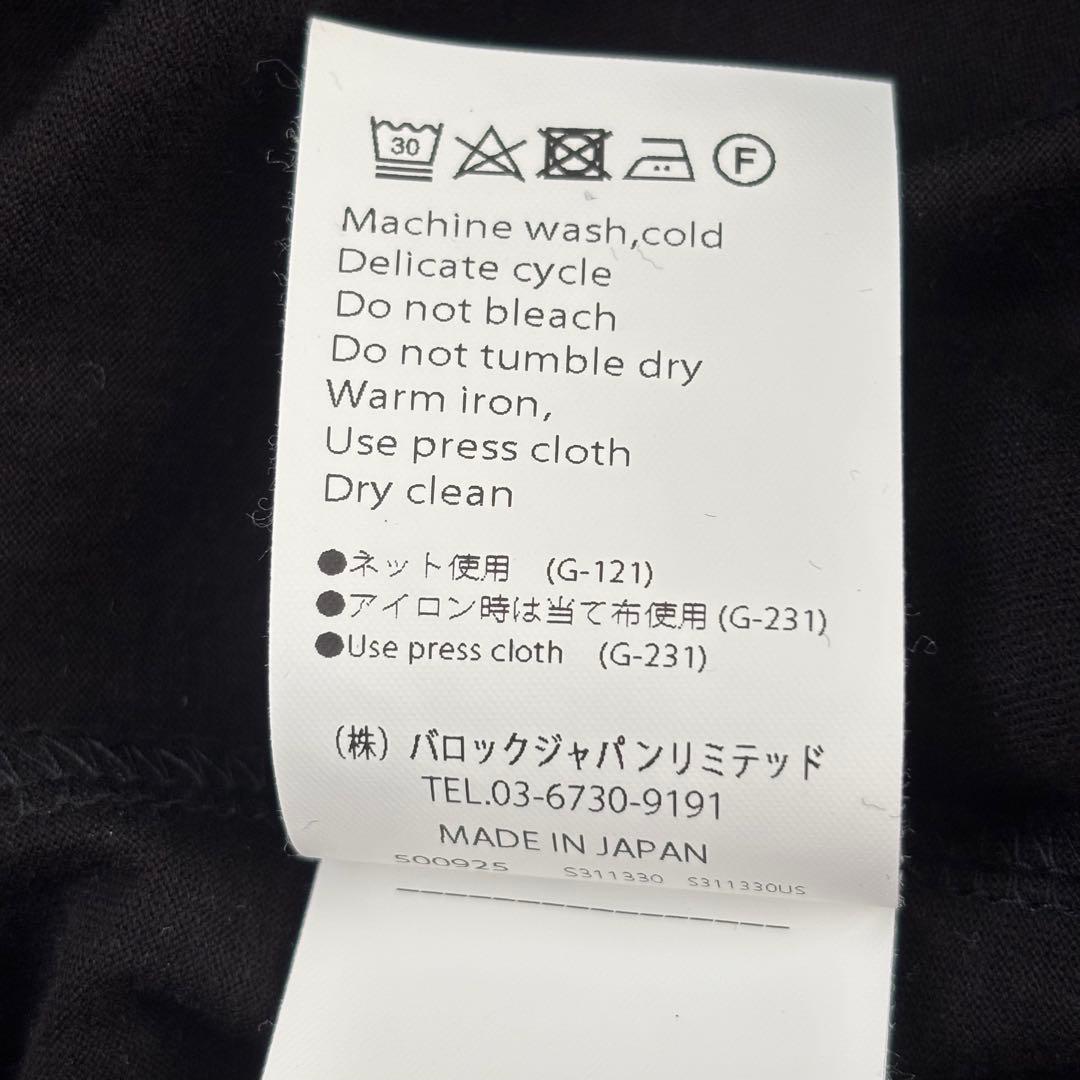 30 F
Machine wash,cold
Delicate cycle
Do not bleach
Do not tumble dry
Warm iron,
Use press cloth
Dry clean
●ネット使用 (G-121)
●アイロン時は当て布使用 (G-231)
●Use press cloth (G-231)
(株) バロックジャパンリミテッド
TEL.03-6730-9191
MADE IN JAPAN
500925 S311330 S311330US